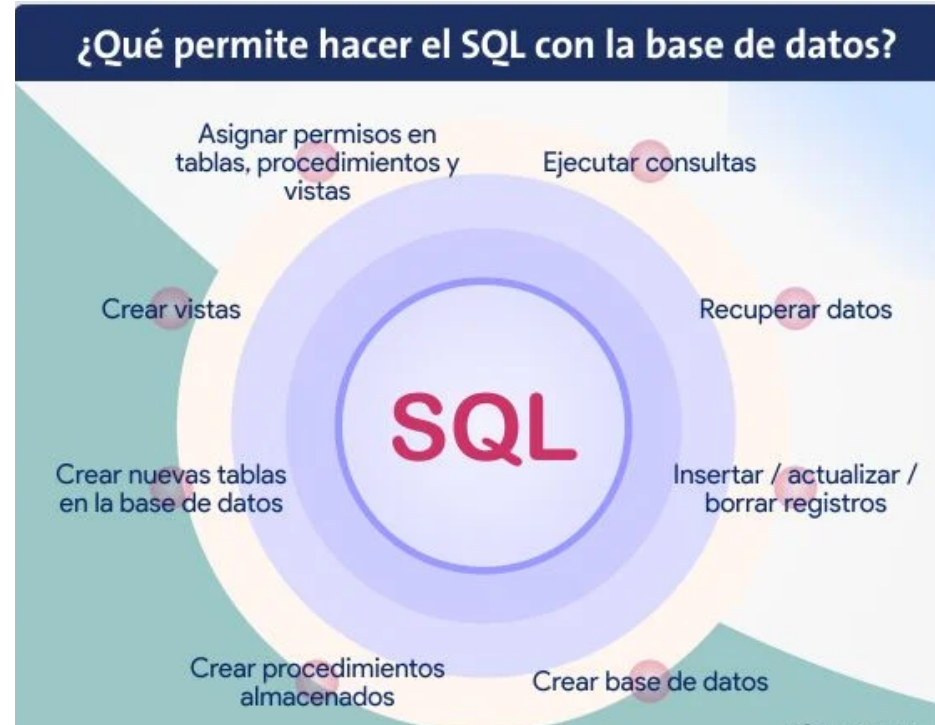 ¿Qué permite hacer el SQL con la base de datos?
Asignar permisos en
tablas, procedimientos y
vistas
Ejecutar consultas
Crear vistas
Recuperar datos
SQL
Crear nuevas tablas
en la base de datos
Insertar / actualizar /
borrar registros
Crear procedimientos
almacenados
Crear base de datos